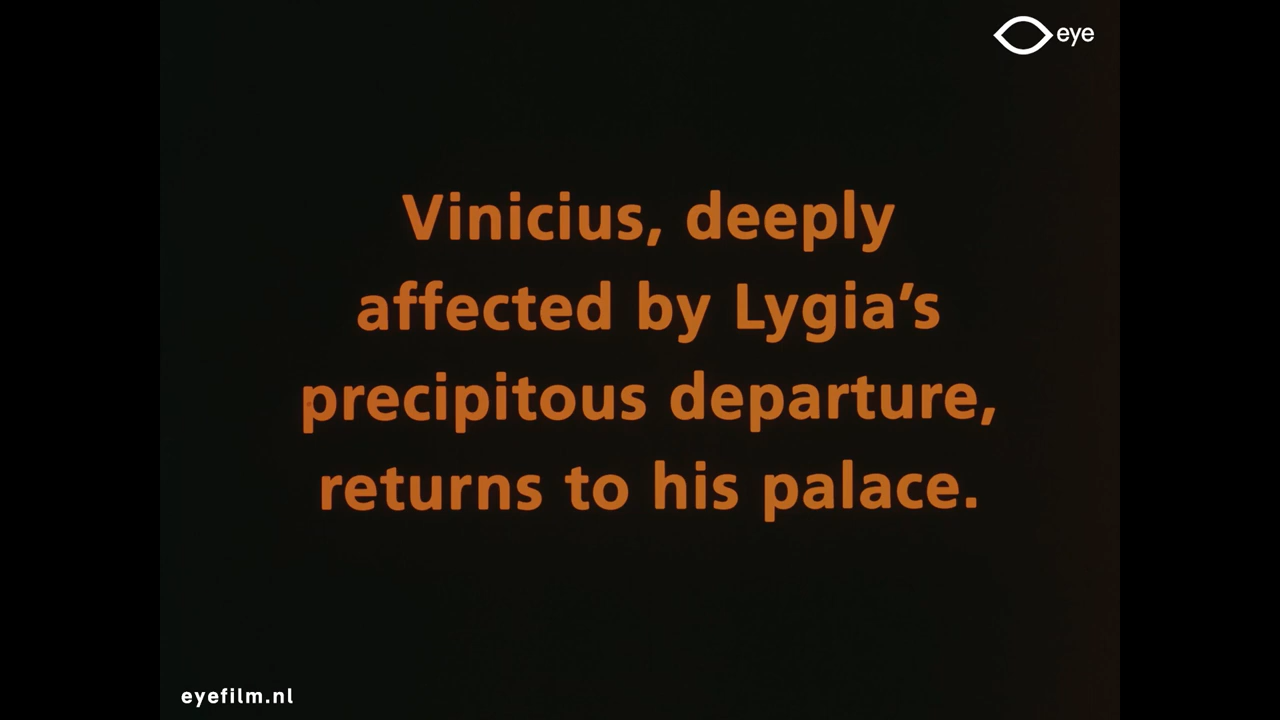 eye
Vinicius, deeply
affected by Lygia’s
precipitous departure,
returns to his palace.
eyefilm.nl